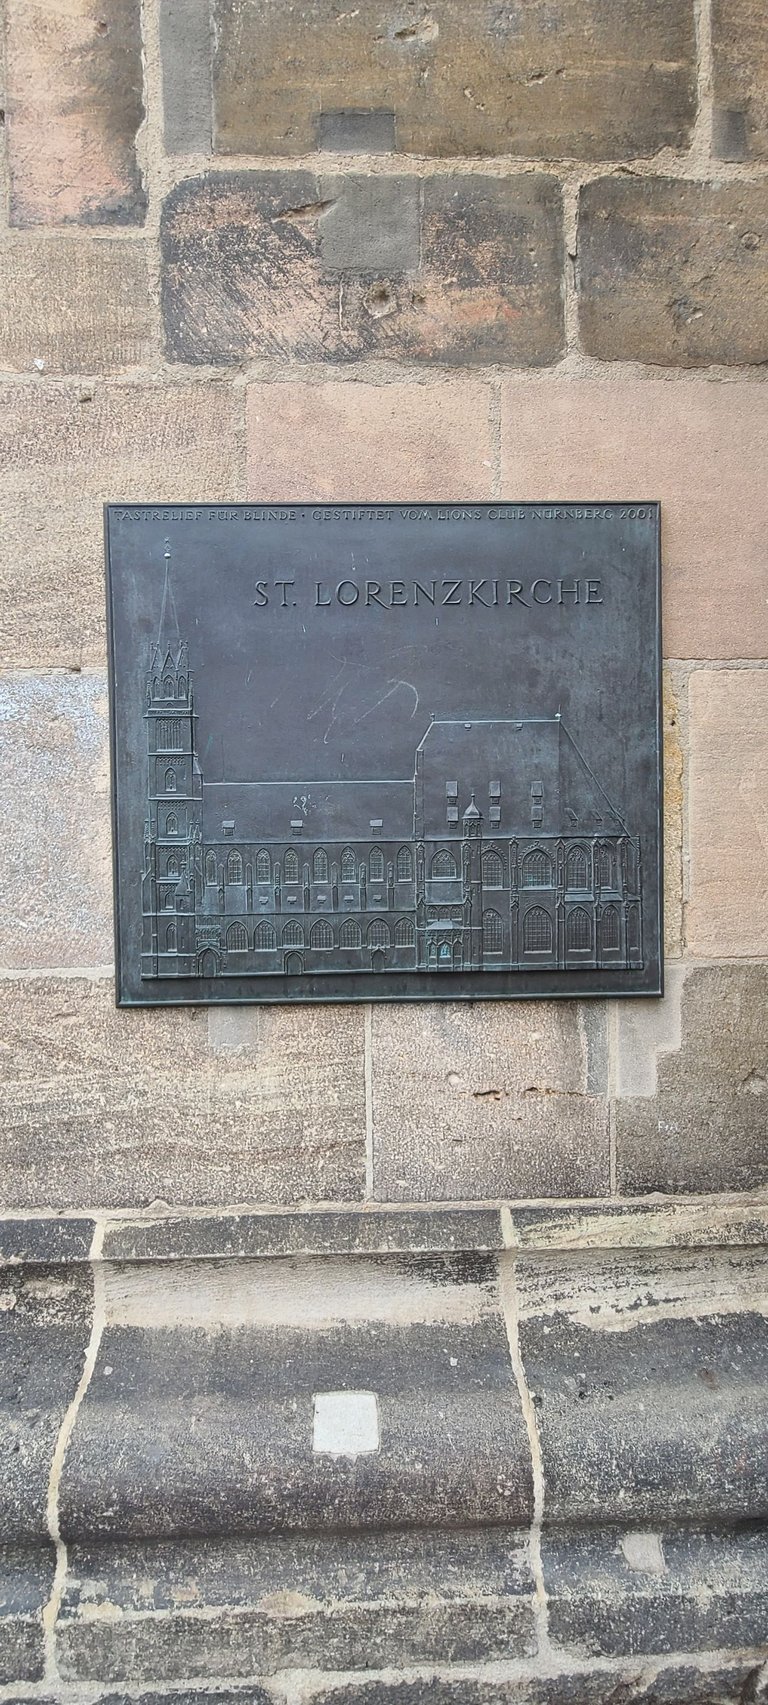 TASTRELIEF FÜR BLINDE · GESTIFTET VOM LIONS CLUB NÜRNBERG 2001
ST. LORENZKIRCHE